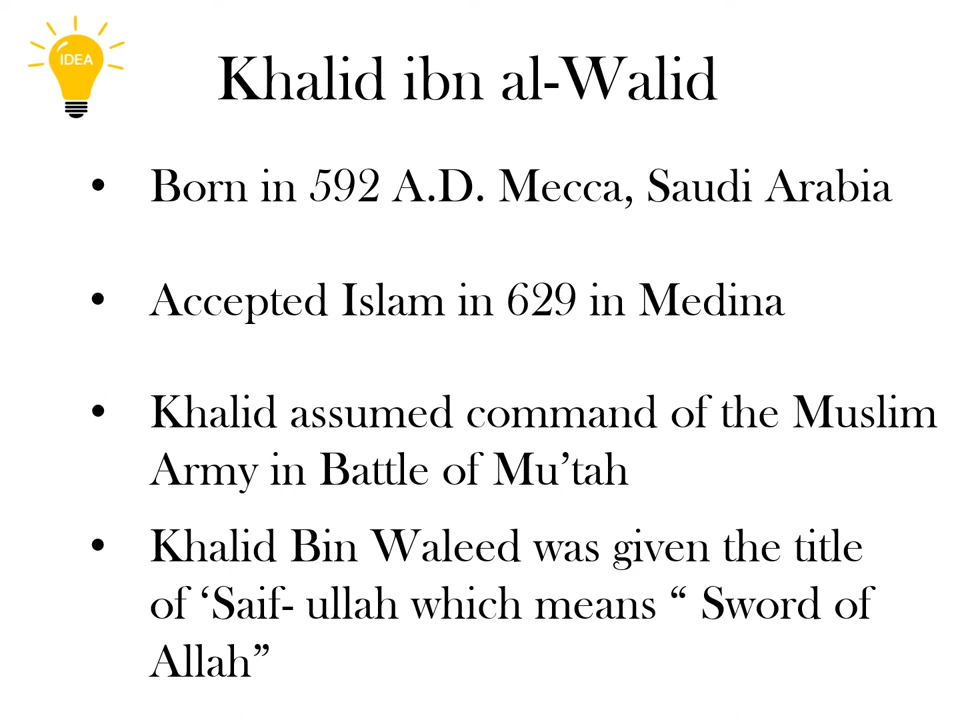 IDEA
Khalid ibn al-Walid
• Born in 592 A.D. Mecca, Saudi Arabia
• Accepted Islam in 629 in Medina
• Khalid assumed command of the Muslim
Army in Battle of Mu’tah
• Khalid Bin Waleed was given the title
of ‘Saif- ullah which means “ Sword of
Allah”